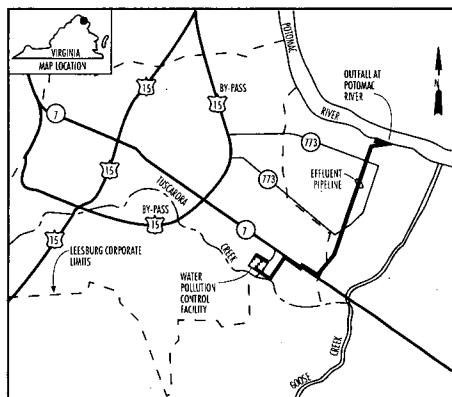 VIRGINIA
MAP LOCATION
POTOMAC
RIVER
OUTFALL AT
POTOMAC
RIVER
N
BY-PASS
15
15
7
773
15
TUSCARORA
773
EFFLUENT
PIPELINE
BY-PASS
15
15
7
CREEK
LEESBURG CORPORATE
LIMITS
WATER
POLLUTION
CONTROL
FACILITY
GOOSE
CREEK